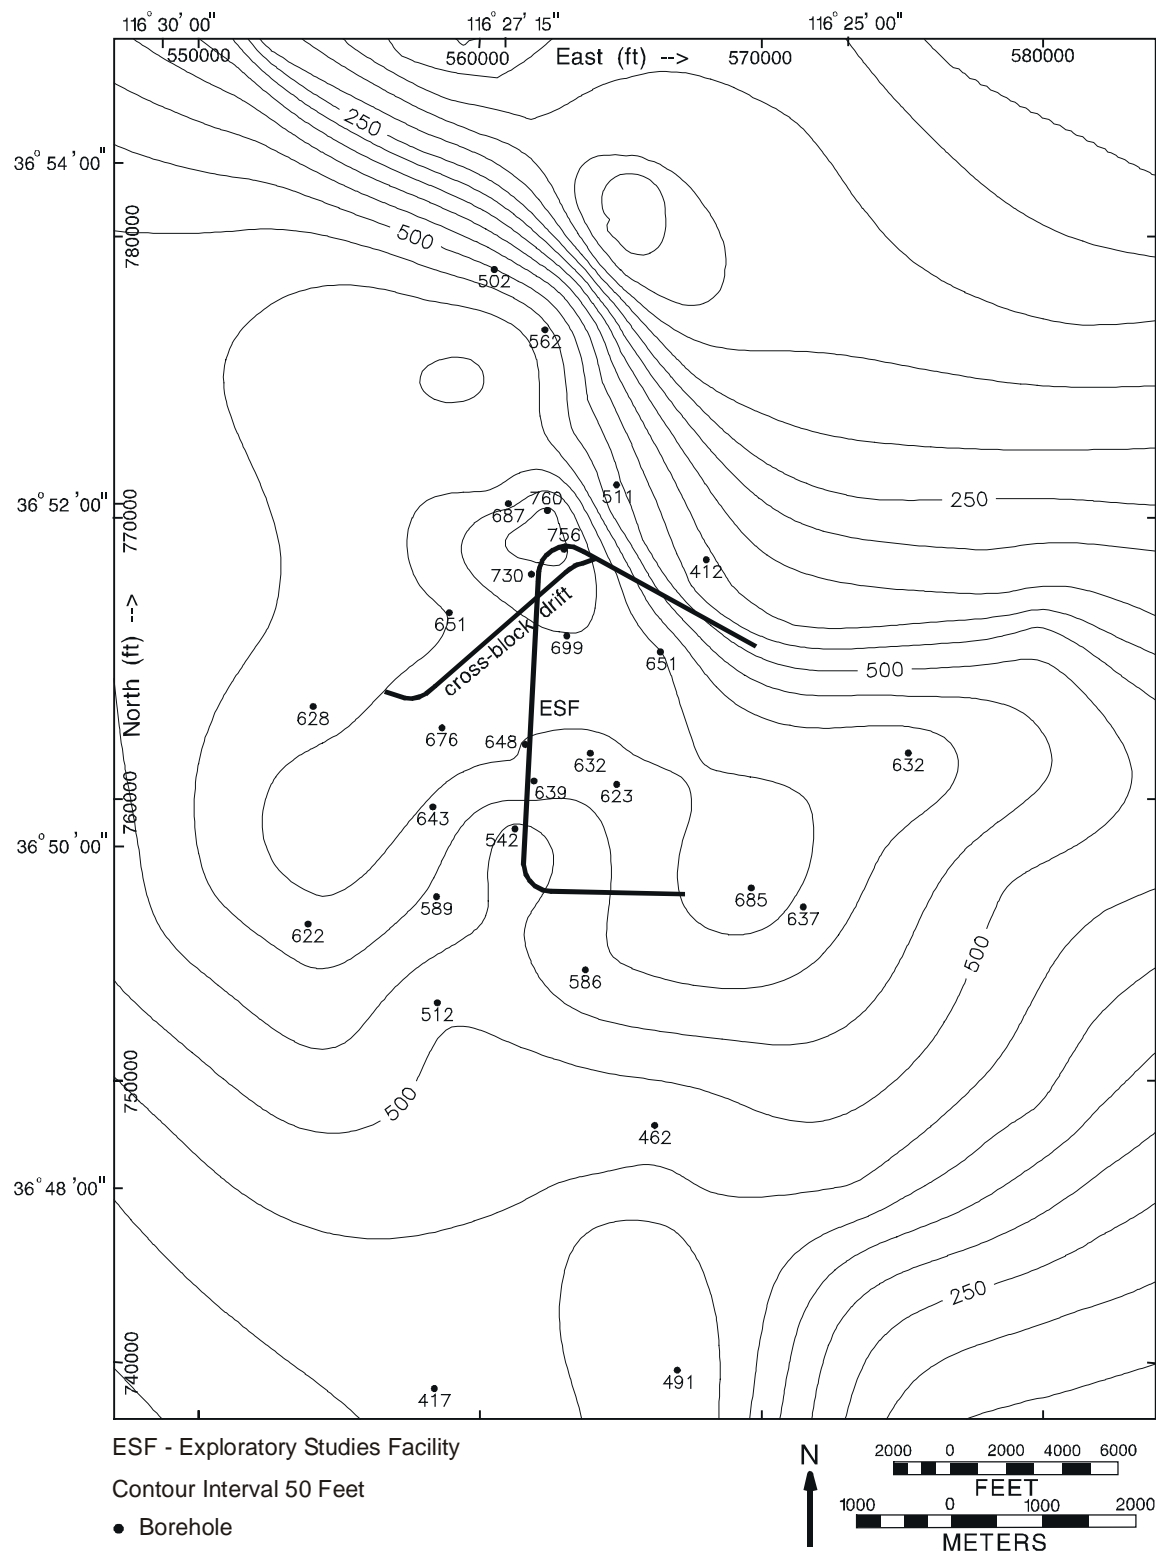 116° 30 ' 00"
116° 27 ' 15"
116° 25 ' 00"
550000
560000
East (ft) -->
570000
580000
250
36° 54 ' 00"
780000
500
502
562
36° 52 ' 00"
770000
760
687
511
250
756
730
412
651
cross-block drift
699
651
500
North (ft) -->
ESF
628
676
648
632
632
639
623
643
760000
36° 50 ' 00"
542
685
589
637
622
500
586
512
750000
500
462
36° 48 ' 00"
250
740000
491
417
ESF - Exploratory Studies Facility
Contour Interval 50 Feet
Borehole
N
2000 0 2000 4000 6000
FEET
1000 0 1000 2000
METERS